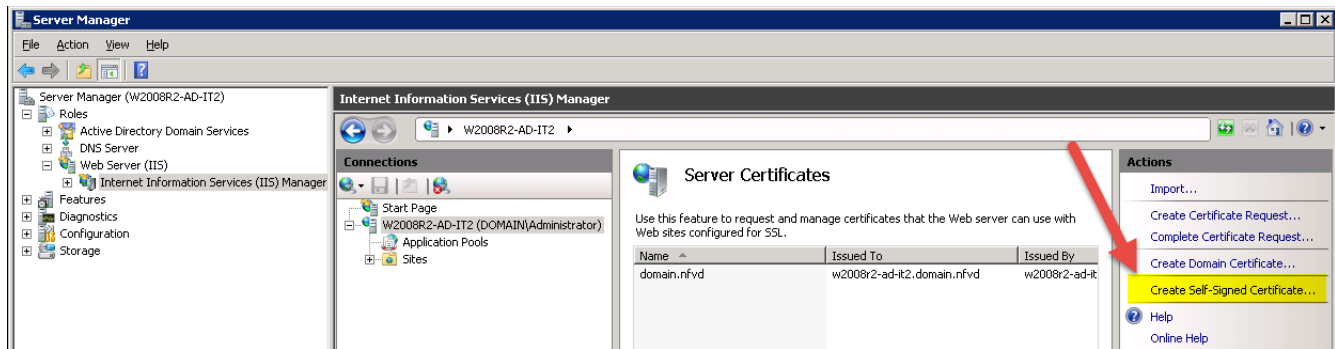 Server Manager
File Action View Help
Server Manager (W2008R2-AD-IT2)
Roles
Active Directory Domain Services
DNS Server
Web Server (IIS)
Internet Information Services (IIS) Manager
Features
Diagnostics
Configuration
Storage
Internet Information Services (IIS) Manager
W2008R2-AD-IT2
Connections
Start Page
W2008R2-AD-IT2 (DOMAIN\Administrator)
Application Pools
Sites
Server Certificates
Use this feature to request and manage certificates that the Web server can use with
Web sites configured for SSL.
Name Issued To Issued By
domain.nfvd w2008r2-ad-it2.domain.nfvd w2008r2-ad-it
Actions
Import...
Create Certificate Request...
Complete Certificate Request...
Create Domain Certificate...
Create Self-Signed Certificate...
Help
Online Help